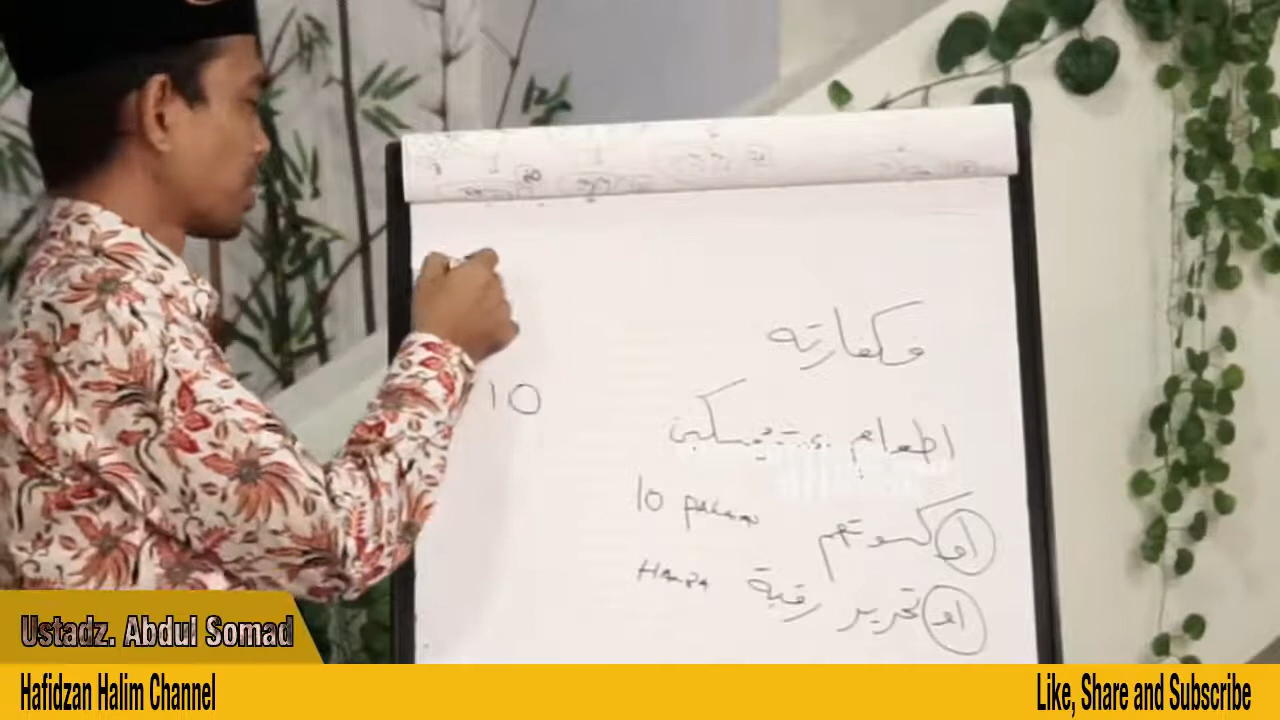 فكفارته
اطعام ١٠ مسكين
10
او كسوتهم 10 PAKAIAN
او تحرير رقبة HAMBA
Ustadz. Abdul Somad
Hafidzan Halim Channel
Like, Share and Subscribe